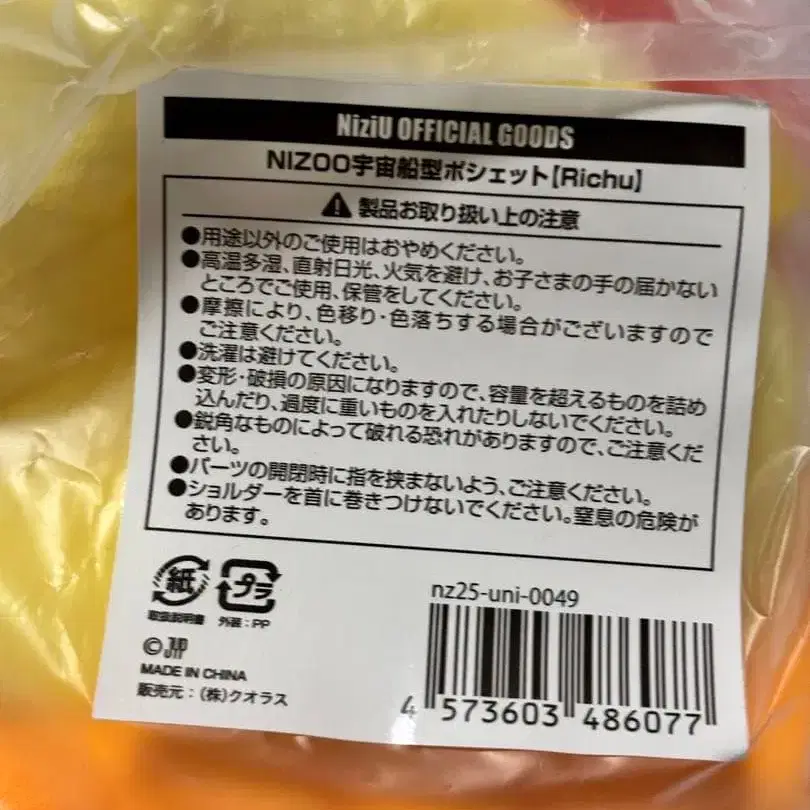 NiziU OFFICIAL GOODS
NIZOO宇宙船型ポシェット【Richu】
製品お取り扱い上の注意
●用途以外のご使用はおやめください。
●高温多湿、直射日光、火気を避け、お子さまの手の届かない
ところでご使用、保管をしてください。
●摩擦により、色移り・色落ちする場合がございますので
ご注意ください。
●洗濯は避けてください。
●変形・破損の原因になりますので、容量を超えるものを詰め
込んだり、過度に重いものを入れたりしないでください。
●鋭角なものによって破れる恐れがありますので、ご注意くだ
さい。
●パーツの開閉時に指を挟まないよう、ご注意ください。
●ショルダーを首に巻きつけないでください。窒息の危険が
あります。
紙
プラ
取扱説明書
外装：PP
©JYP
MADE IN CHINA
販売元：(株)クオラス
nz25-uni-0049
4 573603 486077